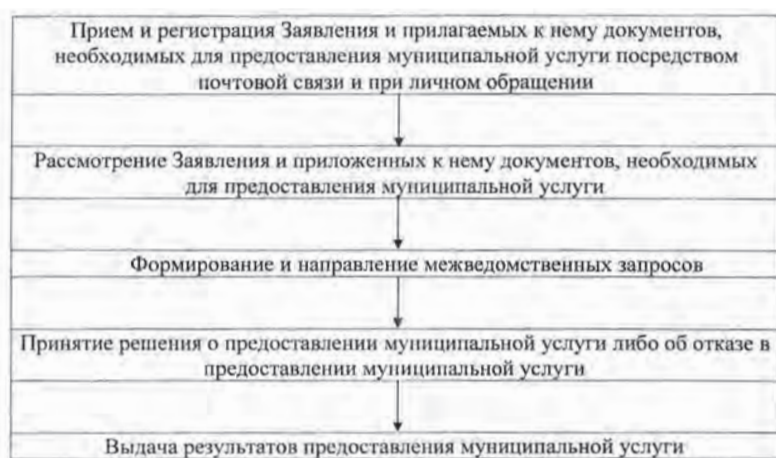 Прием и регистрация Заявления и прилагаемых к нему документов,
необходимых для предоставления муниципальной услуги посредством
почтовой связи и при личном обращении
Рассмотрение Заявления и приложенных к нему документов, необходимых
для предоставления муниципальной услуги
Формирование и направление межведомственных запросов
Принятие решения о предоставлении муниципальной услуги либо об отказе в
предоставлении муниципальной услуги
Выдача результатов предоставления муниципальной услуги